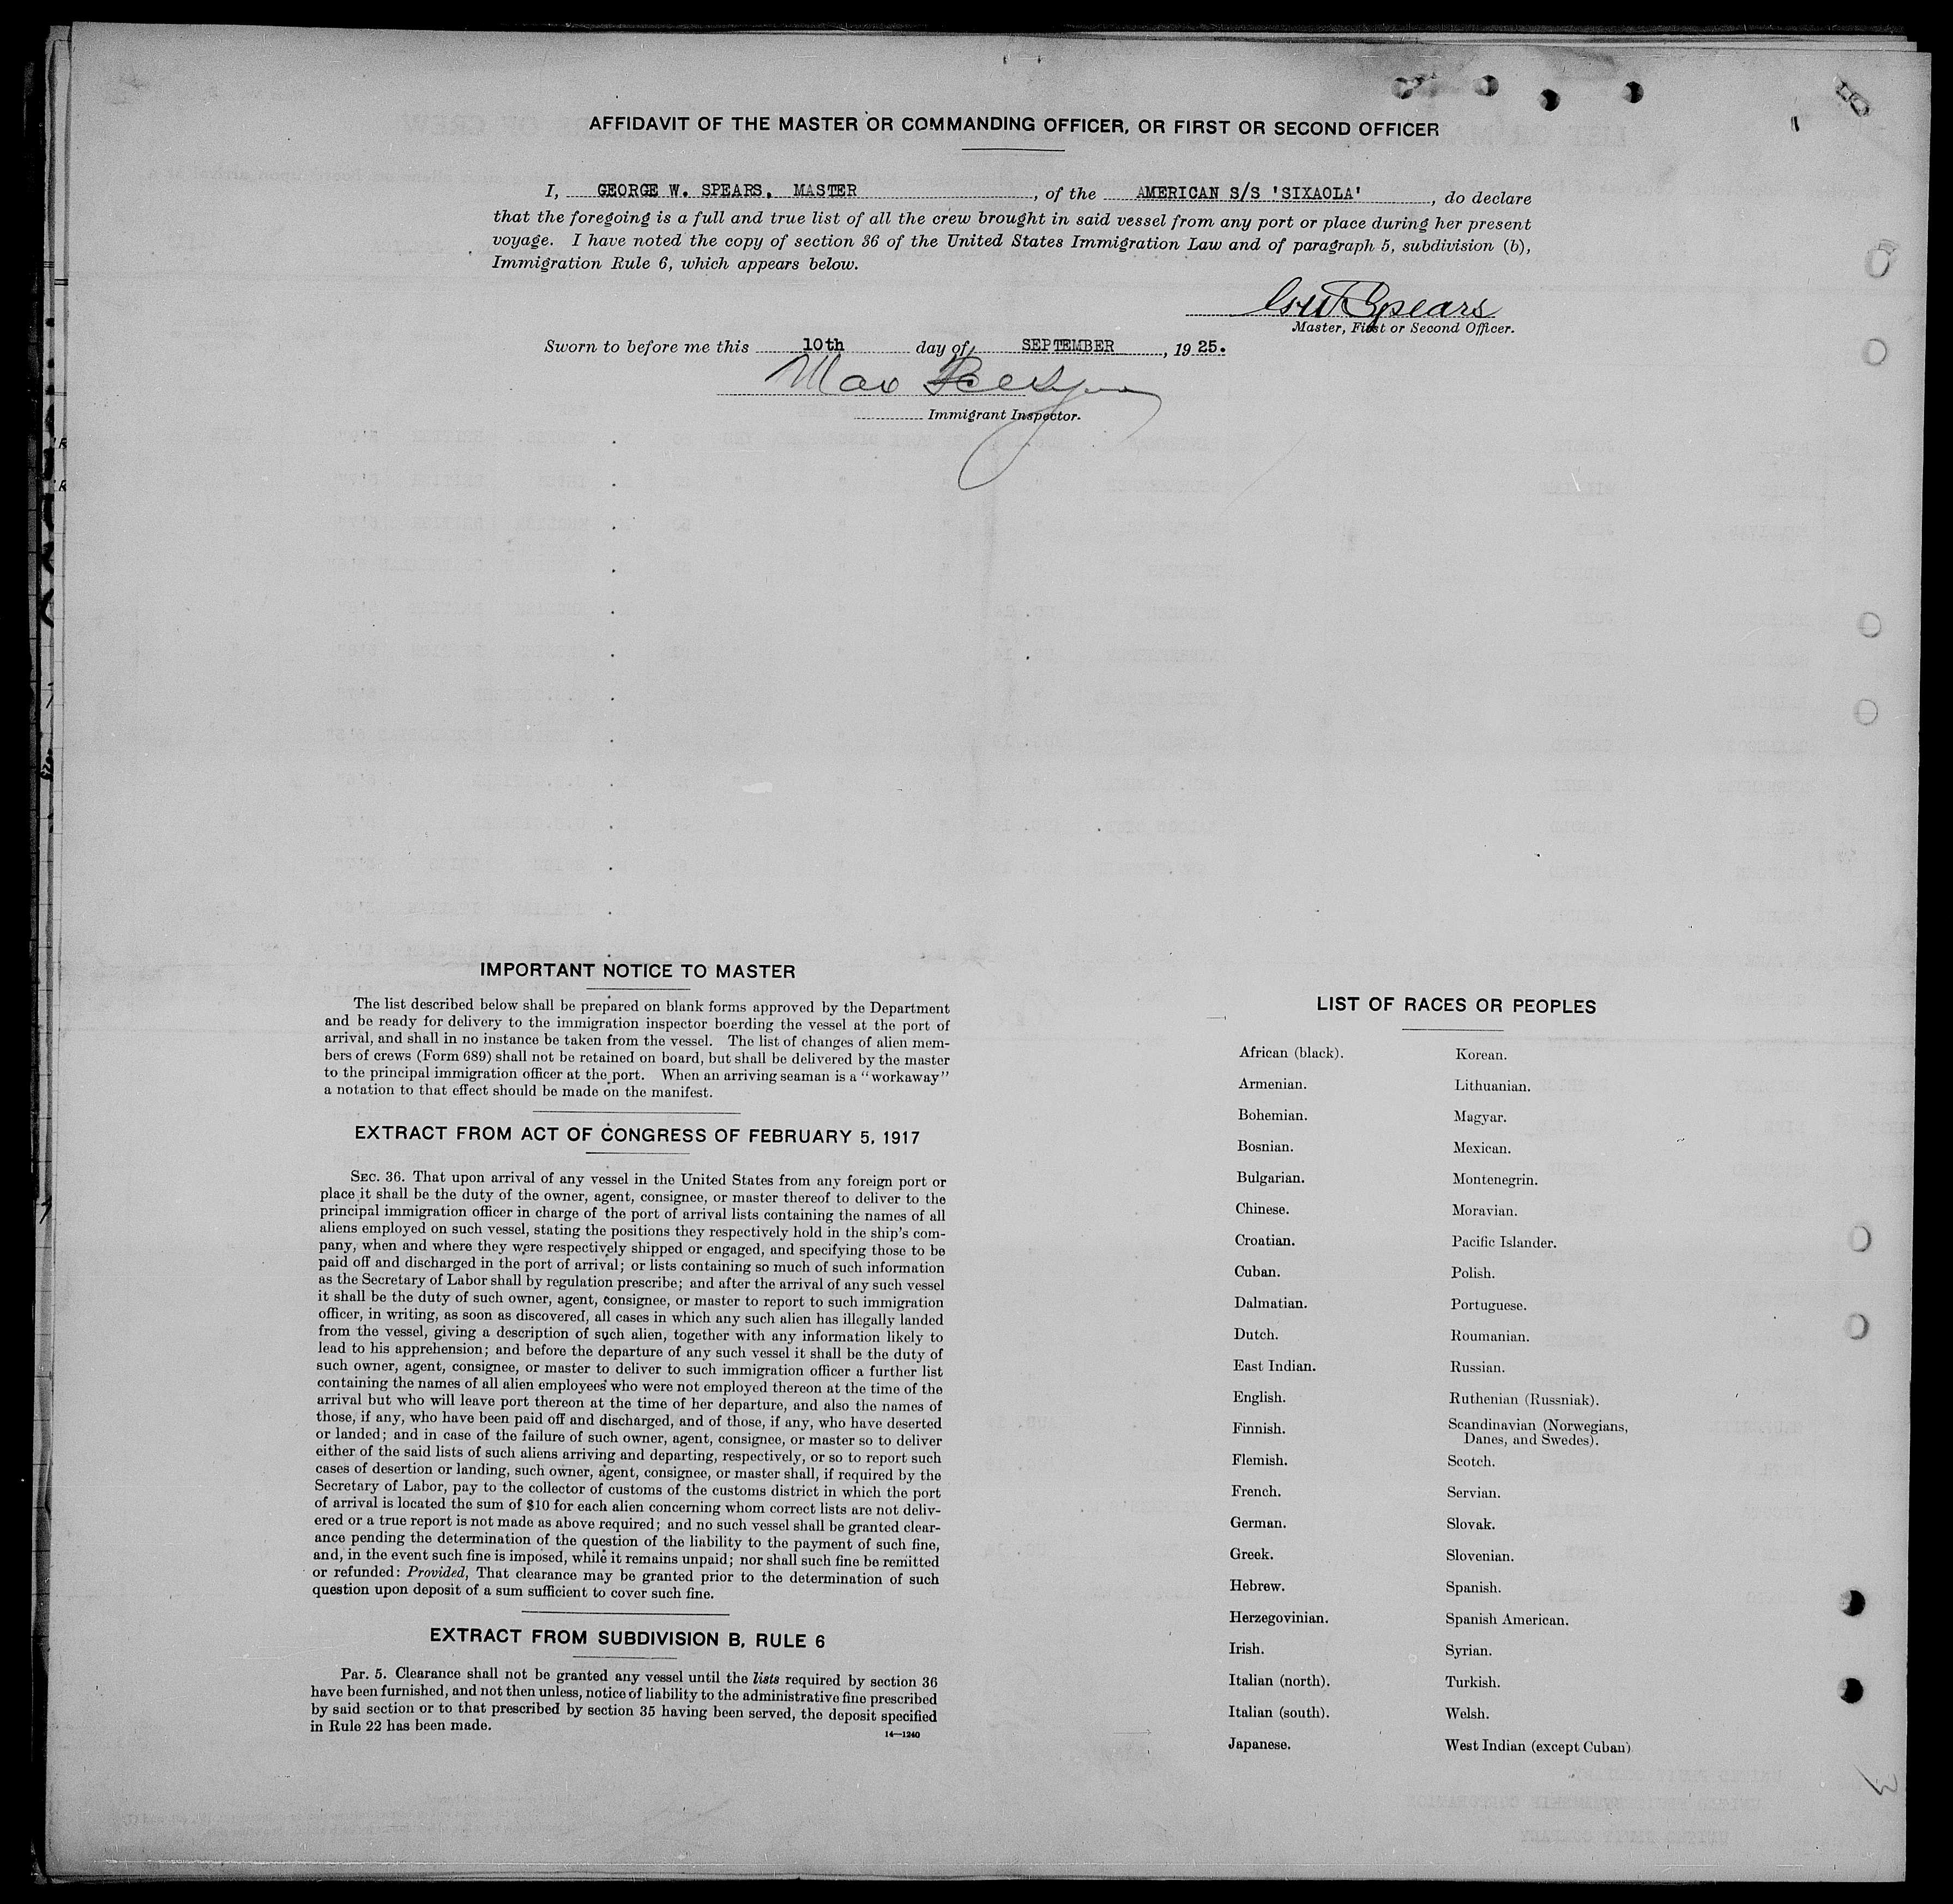 AFFIDAVIT OF THE MASTER OR COMMANDING OFFICER, OR FIRST OR SECOND OFFICER
I, GEORGE W. SPEARS, MASTER, of the AMERICAN S/S 'SIXAOLA', do declare
that the foregoing is a full and true list of all the crew brought in said vessel from any port or place during her present
voyage. I have noted the copy of section 36 of the United States Immigration Law and of paragraph 5, subdivision (b),
Immigration Rule 6, which appears below.
Geo W Spears
Master, First or Second Officer.
Sworn to before me this 10th day of SEPTEMBER, 1925.
Max
Immigrant Inspector.
IMPORTANT NOTICE TO MASTER
The list described below shall be prepared on blank forms approved by the Department
and be ready for delivery to the immigration inspector boarding the vessel at the port of
arrival, and shall in no instance be taken from the vessel. The list of changes of alien mem-
bers of crews (Form 689) shall not be retained on board, but shall be delivered by the master
to the principal immigration officer at the port. When an arriving seaman is a "workaway"
a notation to that effect should be made on the manifest.
EXTRACT FROM ACT OF CONGRESS OF FEBRUARY 5, 1917
SEC. 36. That upon arrival of any vessel in the United States from any foreign port or
place it shall be the duty of the owner, agent, consignee, or master thereof to deliver to the
principal immigration officer in charge of the port of arrival lists containing the names of all
aliens employed on such vessel, stating the positions they respectively hold in the ship's com-
pany, when and where they were respectively shipped or engaged, and specifying those to be
paid off and discharged in the port of arrival; or lists containing so much of such information
as the Secretary of Labor shall by regulation prescribe; and after the arrival of any such vessel
it shall be the duty of such owner, agent, consignee, or master to report to such immigration
officer, in writing, as soon as discovered, all cases in which any such alien has illegally landed
from the vessel, giving a description of such alien, together with any information likely to
lead to his apprehension; and before the departure of any such vessel it shall be the duty of
such owner, agent, consignee, or master to deliver to such immigration officer a further list
containing the names of all alien employees who were not employed thereon at the time of the
arrival but who will leave port thereon at the time of her departure, and also the names of
those, if any, who have been paid off and discharged, and of those, if any, who have deserted
or landed; and in case of the failure of such owner, agent, consignee, or master so to deliver
either of the said lists of such aliens arriving and departing, respectively, or so to report such
cases of desertion or landing, such owner, agent, consignee, or master shall, if required by the
Secretary of Labor, pay to the collector of customs of the customs district in which the port
of arrival is located the sum of $10 for each alien concerning whom correct lists are not deliv-
ered or a true report is not made as above required; and no such vessel shall be granted clear-
ance pending the determination of the question of the liability to the payment of such fine,
and, in the event such fine is imposed, while it remains unpaid; nor shall such fine be remitted
or refunded: Provided, That clearance may be granted prior to the determination of such
question upon deposit of a sum sufficient to cover such fine.
EXTRACT FROM SUBDIVISION B, RULE 6
Par. 5. Clearance shall not be granted any vessel until the lists required by section 36
have been furnished, and not then unless, notice of liability to the administrative fine prescribed
by said section or to that prescribed by section 35 having been served, the deposit specified
in Rule 22 has been made.
14—1240
LIST OF RACES OR PEOPLES
African (black).
Armenian.
Bohemian.
Bosnian.
Bulgarian.
Chinese.
Croatian.
Cuban.
Dalmatian.
Dutch.
East Indian.
English.
Finnish.
Flemish.
French.
German.
Greek.
Hebrew.
Herzegovinian.
Irish.
Italian (north).
Italian (south).
Japanese.
Korean.
Lithuanian.
Magyar.
Mexican.
Montenegrin.
Moravian.
Pacific Islander.
Polish.
Portuguese.
Roumanian.
Russian.
Ruthenian (Russniak).
Scandinavian (Norwegians,
Danes, and Swedes).
Scotch.
Servian.
Slovak.
Slovenian.
Spanish.
Spanish American.
Syrian.
Turkish.
Welsh.
West Indian (except Cuban)